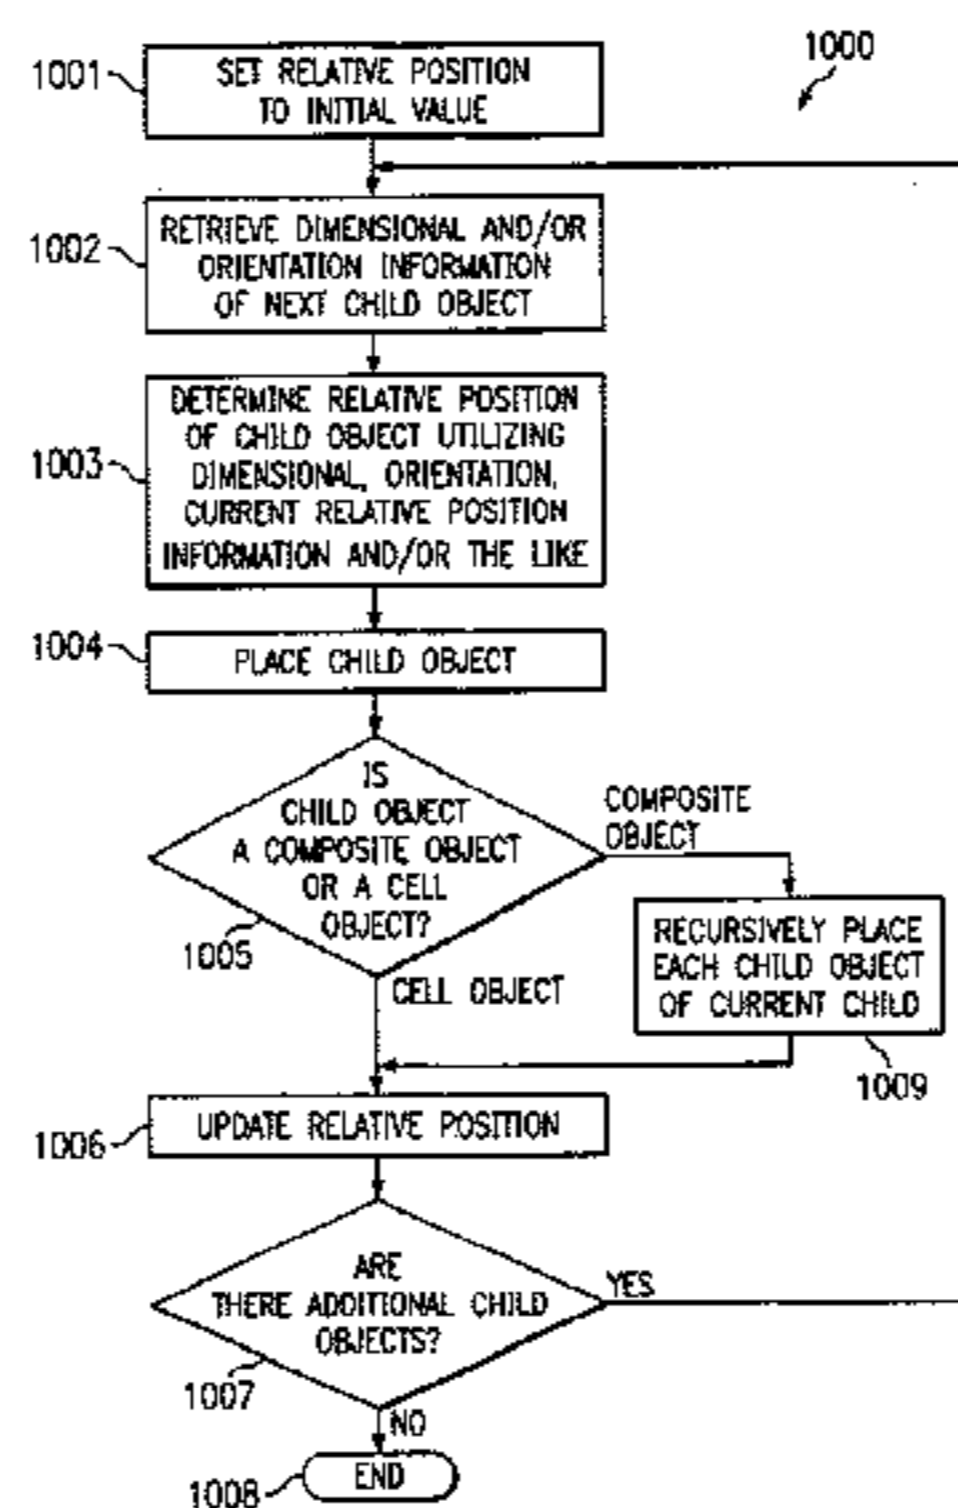 1000
1001
SET RELATIVE POSITION
TO INITIAL VALUE
1002
RETRIEVE DIMENSIONAL AND/OR
ORIENTATION INFORMATION
OF NEXT CHILD OBJECT
1003
DETERMINE RELATIVE POSITION
OF CHILD OBJECT UTILIZING
DIMENSIONAL, ORIENTATION,
CURRENT RELATIVE POSITION
INFORMATION AND/OR THE LIKE
1004
PLACE CHILD OBJECT
IS
CHILD OBJECT
A COMPOSITE OBJECT
OR A CELL
OBJECT?
1005
COMPOSITE
OBJECT
RECURSIVELY PLACE
EACH CHILD OBJECT
OF CURRENT CHILD
1009
CELL OBJECT
1006
UPDATE RELATIVE POSITION
ARE
THERE ADDITIONAL CHILD
OBJECTS?
1007
YES
NO
1008
END